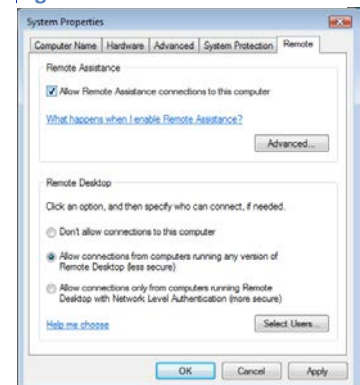 System Properties
Computer Name Hardware Advanced System Protection Remote
Remote Assistance
Allow Remote Assistance connections to this computer
What happens when I enable Remote Assistance?
Advanced...
Remote Desktop
Click an option, and then specify who can connect, if needed.
Don't allow connections to this computer
Allow connections from computers running any version of
Remote Desktop (less secure)
Allow connections only from computers running Remote
Desktop with Network Level Authentication (more secure)
Help me choose
Select Users...
OK Cancel Apply